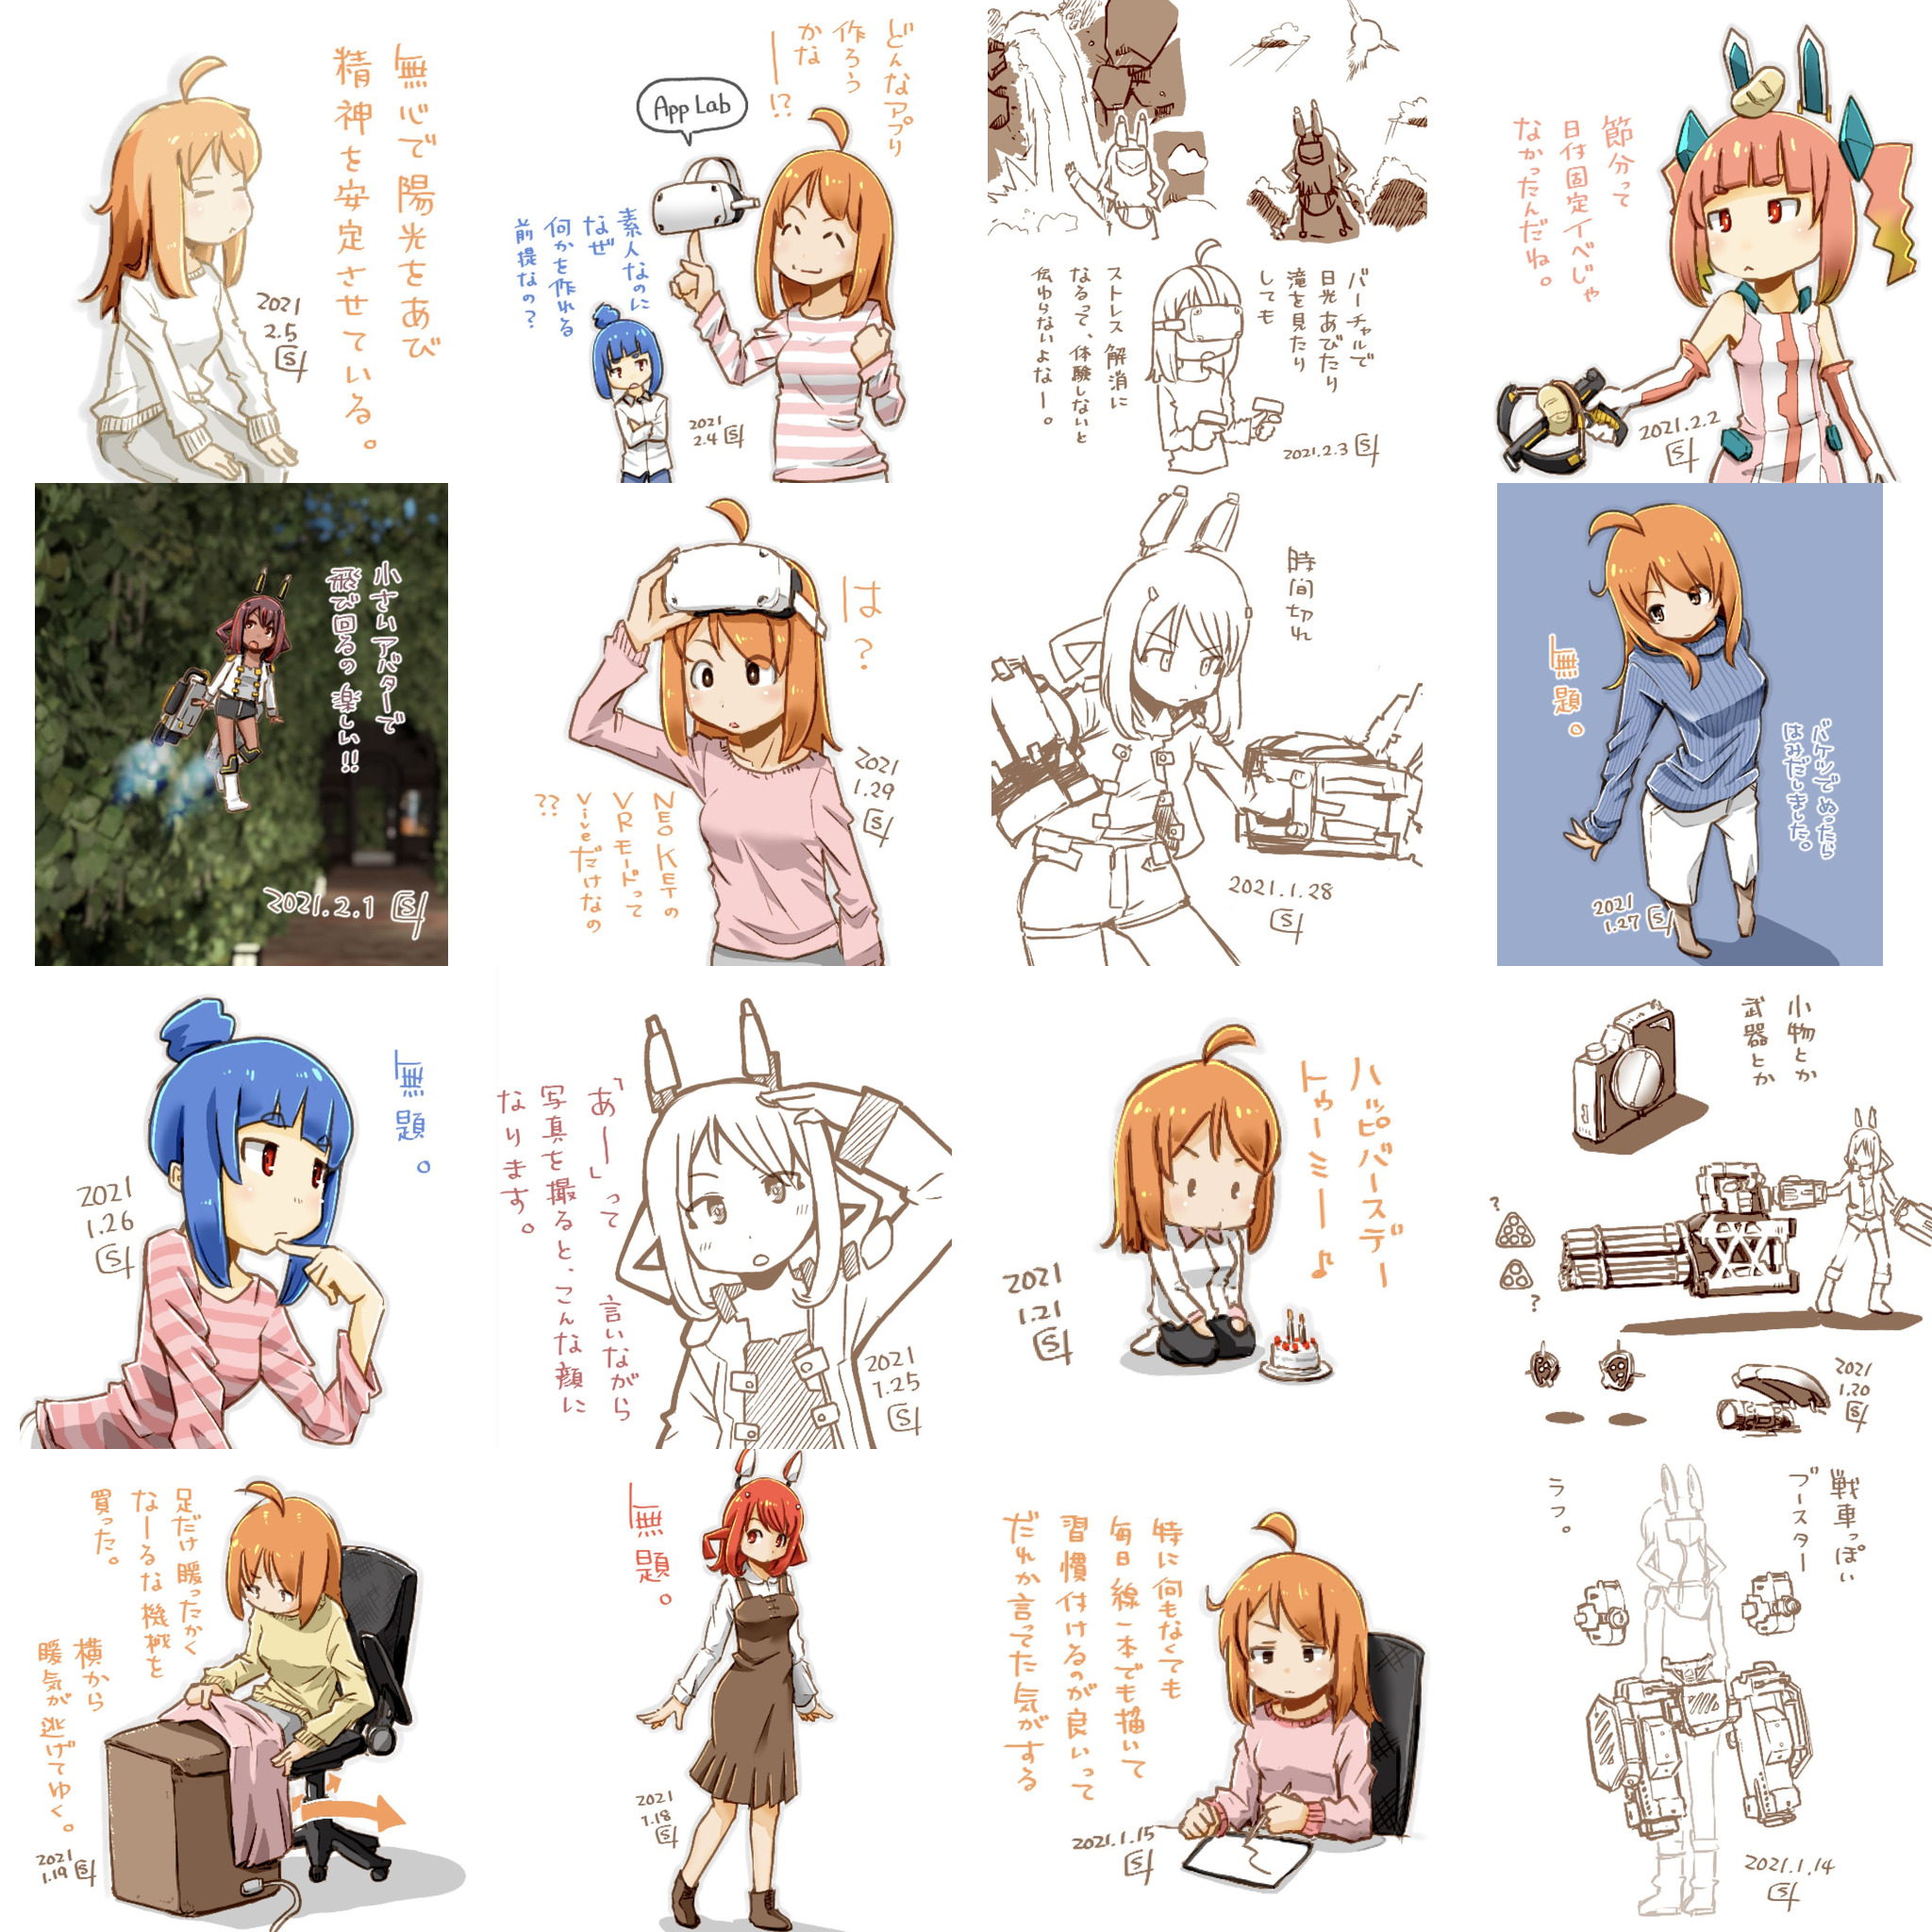 無心で陽光をあび
精神を安定させている。
2021
2.5
どんなアプリ
作ろう
かな
ー!?
App Lab
素人なのに
なぜ
何かを作れる
前提なの?
2021
2.4
バーチャルで
日光あびたり
滝を見たり
しても
ストレス解消に
なるって、体験しないと
伝わらないよなー。
2021.2.3
節分って
日付固定イベじゃ
なかったんだね。
2021.2.2
小さいアバターで
飛び回るの楽しい!!
2021.2.1
は?
2021
1.29
NEOKETの
VRモードって
Viveだけなの
??
時間切れ
2021.1.28
無題。
バケツでぬったら
はみだしました。
2021
1.27
無題。
2021
1.26
「あー」って言いながら
写真を撮ると、こんな顔に
なります。
2021
1.25
ハッピバースデー
トゥーミー♪
2021
1.21
小物とか
武器とか
?
?
2021
1.20
足だけ暖ったかく
なーるな機械を
買った。
横から
暖気が逃げてゆく。
2021
1.19
無題。
2021
1.18
特に何もなくても
毎日線一本でも描いて
習慣付けるのが良いって
だれか言ってた気がする
2021.1.15
戦車っぽい
ブースター
ラフ。
2021.1.14